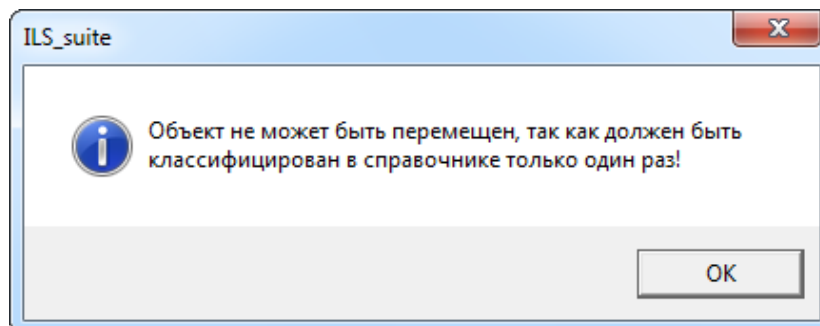 ILS_suite
Объект не может быть перемещен, так как должен быть
классифицирован в справочнике только один раз!
OK